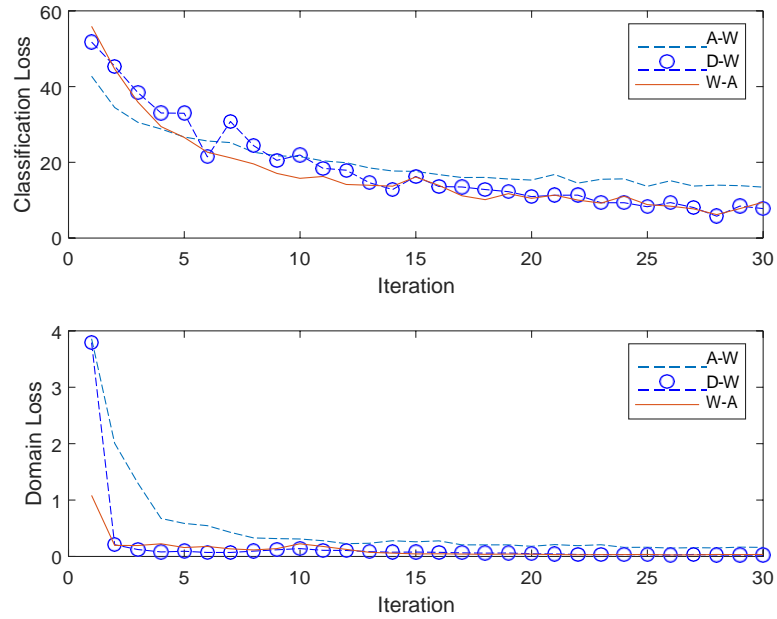 60
40
20
0
Classification Loss
A-W
D-W
W-A
0 5 10 15 20 25 30
Iteration
4
3
2
1
0
Domain Loss
A-W
D-W
W-A
0 5 10 15 20 25 30
Iteration